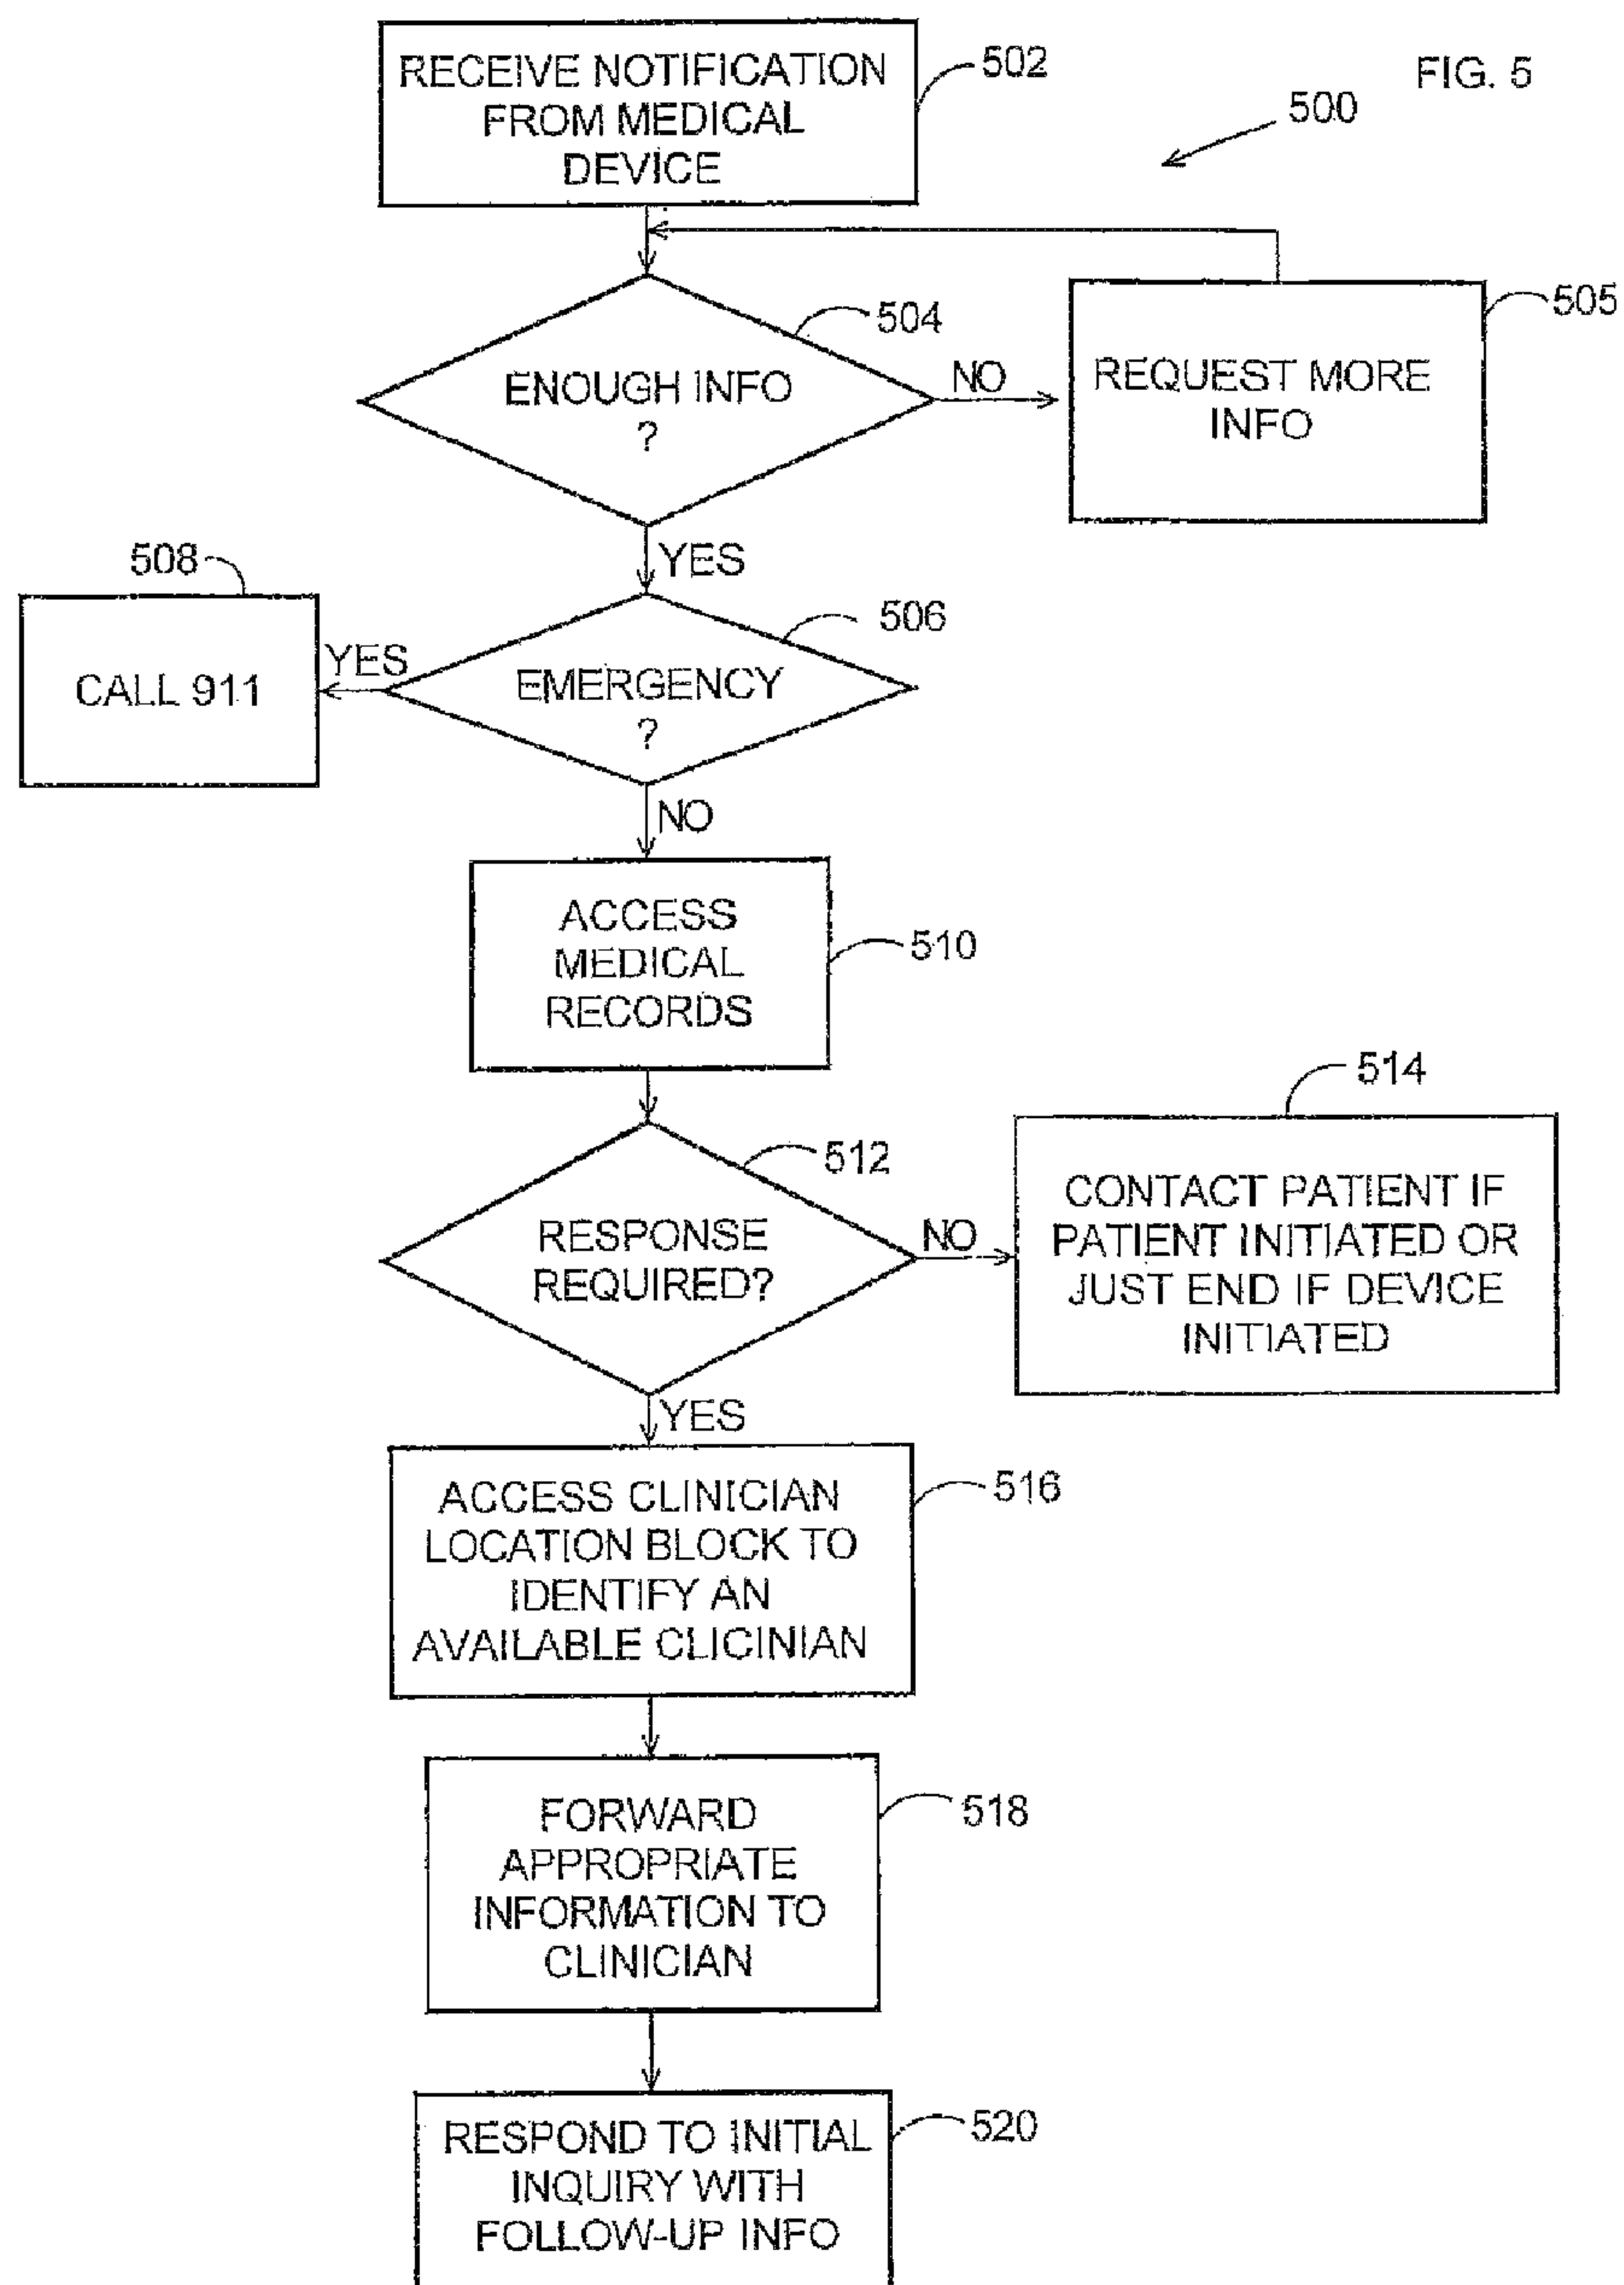 FIG. 5
500
RECEIVE NOTIFICATION
FROM MEDICAL
DEVICE
502
ENOUGH INFO
?
504
NO
REQUEST MORE
INFO
505
YES
508
CALL 911
YES
EMERGENCY
?
506
NO
ACCESS
MEDICAL
RECORDS
510
RESPONSE
REQUIRED?
512
NO
514
CONTACT PATIENT IF
PATIENT INITIATED OR
JUST END IF DEVICE
INITIATED
YES
ACCESS CLINICIAN
LOCATION BLOCK TO
IDENTIFY AN
AVAILABLE CLICINIAN
516
FORWARD
APPROPRIATE
INFORMATION TO
CLINICIAN
518
RESPOND TO INITIAL
INQUIRY WITH
FOLLOW-UP INFO
520